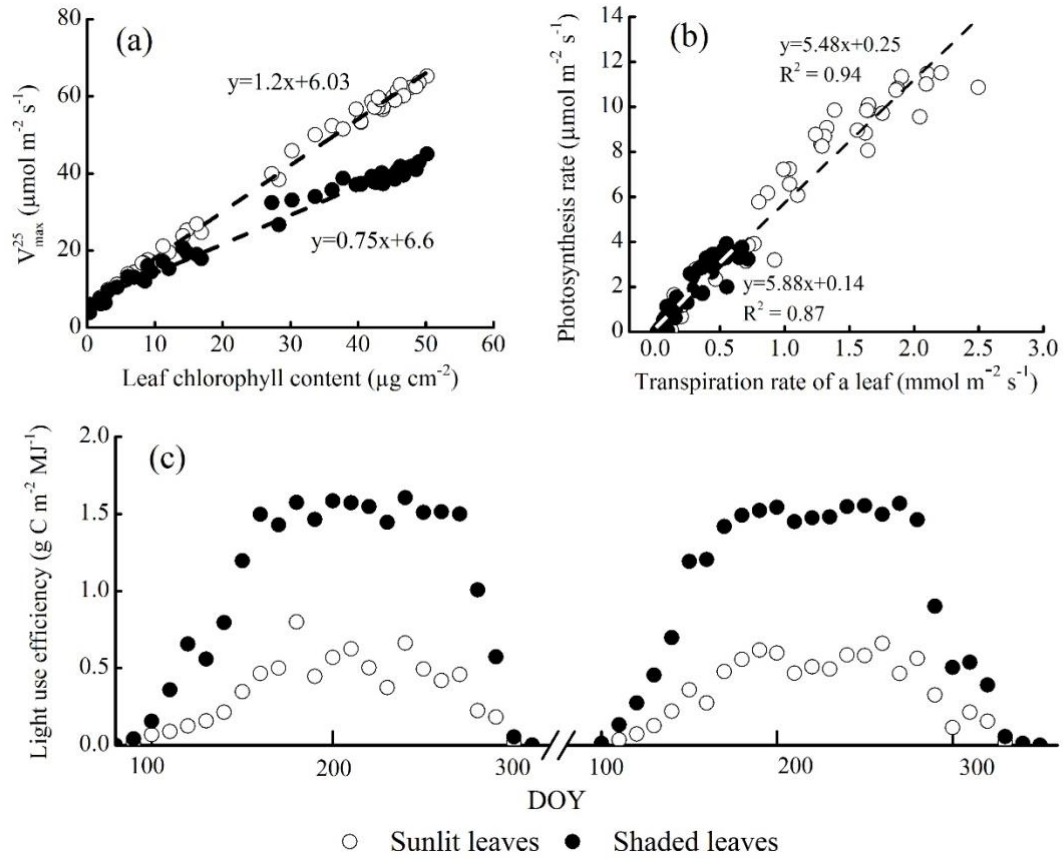 (a)
V25max (μmol m-2 s-1)
80
60
40
20
0
y=1.2x+6.03
y=0.75x+6.6
0 10 20 30 40 50 60
Leaf chlorophyll content (μg cm-2)
(b)
Photosynthesis rate (μmol m-2 s-1)
14
12
10
8
6
4
2
0
y=5.48x+0.25
R2 = 0.94
y=5.88x+0.14
R2 = 0.87
0.0 0.5 1.0 1.5 2.0 2.5 3.0
Transpiration rate of a leaf (mmol m-2 s-1)
(c)
Light use efficiency (g C m-2 MJ-1)
2.0
1.5
1.0
0.5
0.0
100 200 300 100 200 300
DOY
Sunlit leaves Shaded leaves